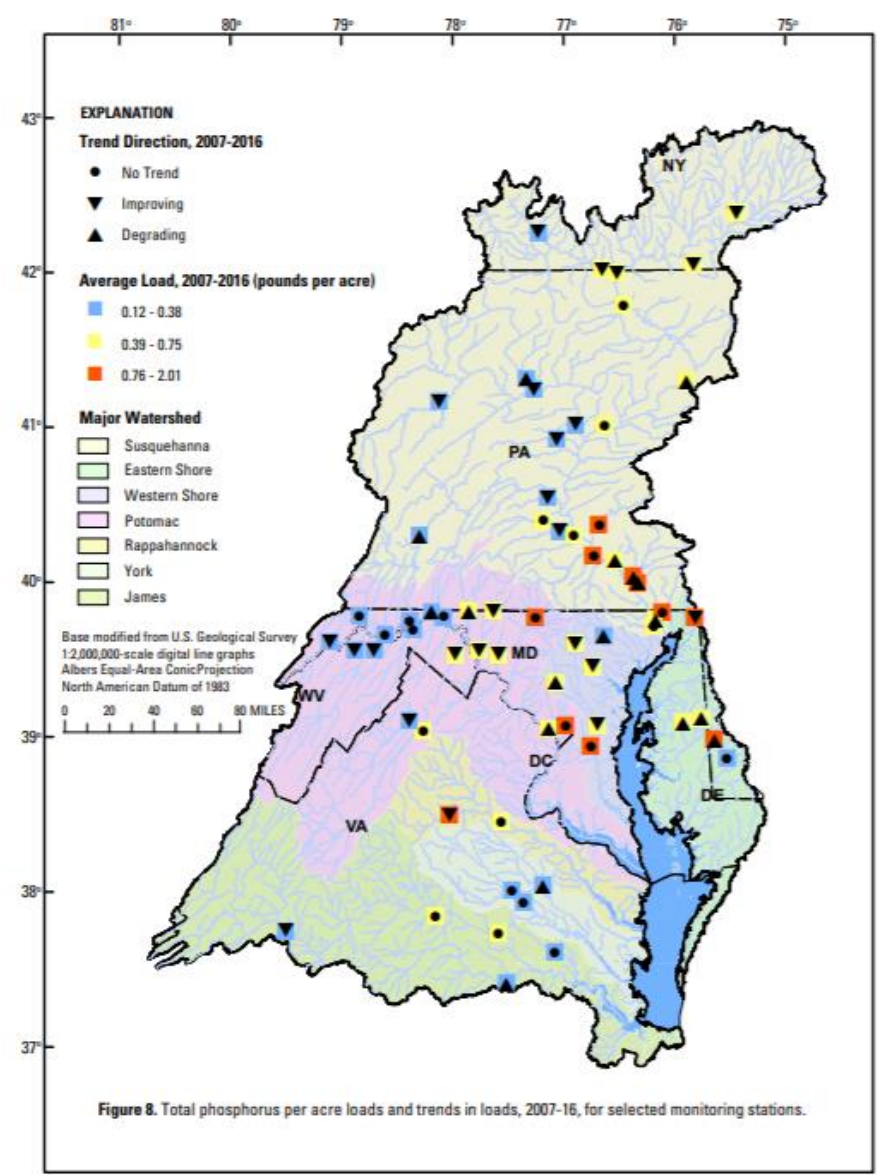 81° 80° 79° 78° 77° 76° 75°
43°
42°
41°
40°
39°
38°
37°
EXPLANATION
Trend Direction, 2007-2016
No Trend
Improving
Degrading
Average Load, 2007-2016 (pounds per acre)
0.12 - 0.38
0.39 - 0.75
0.76 - 2.01
Major Watershed
Susquehanna
Eastern Shore
Western Shore
Potomac
Rappahannock
York
James
Base modified from U.S. Geological Survey
1:2,000,000-scale digital line graphs
Albers Equal-Area ConicProjection
North American Datum of 1983
0 20 40 60 80 MILES
NY
PA
MD
WV
DC
DE
VA
Figure 8. Total phosphorus per acre loads and trends in loads, 2007-16, for selected monitoring stations.